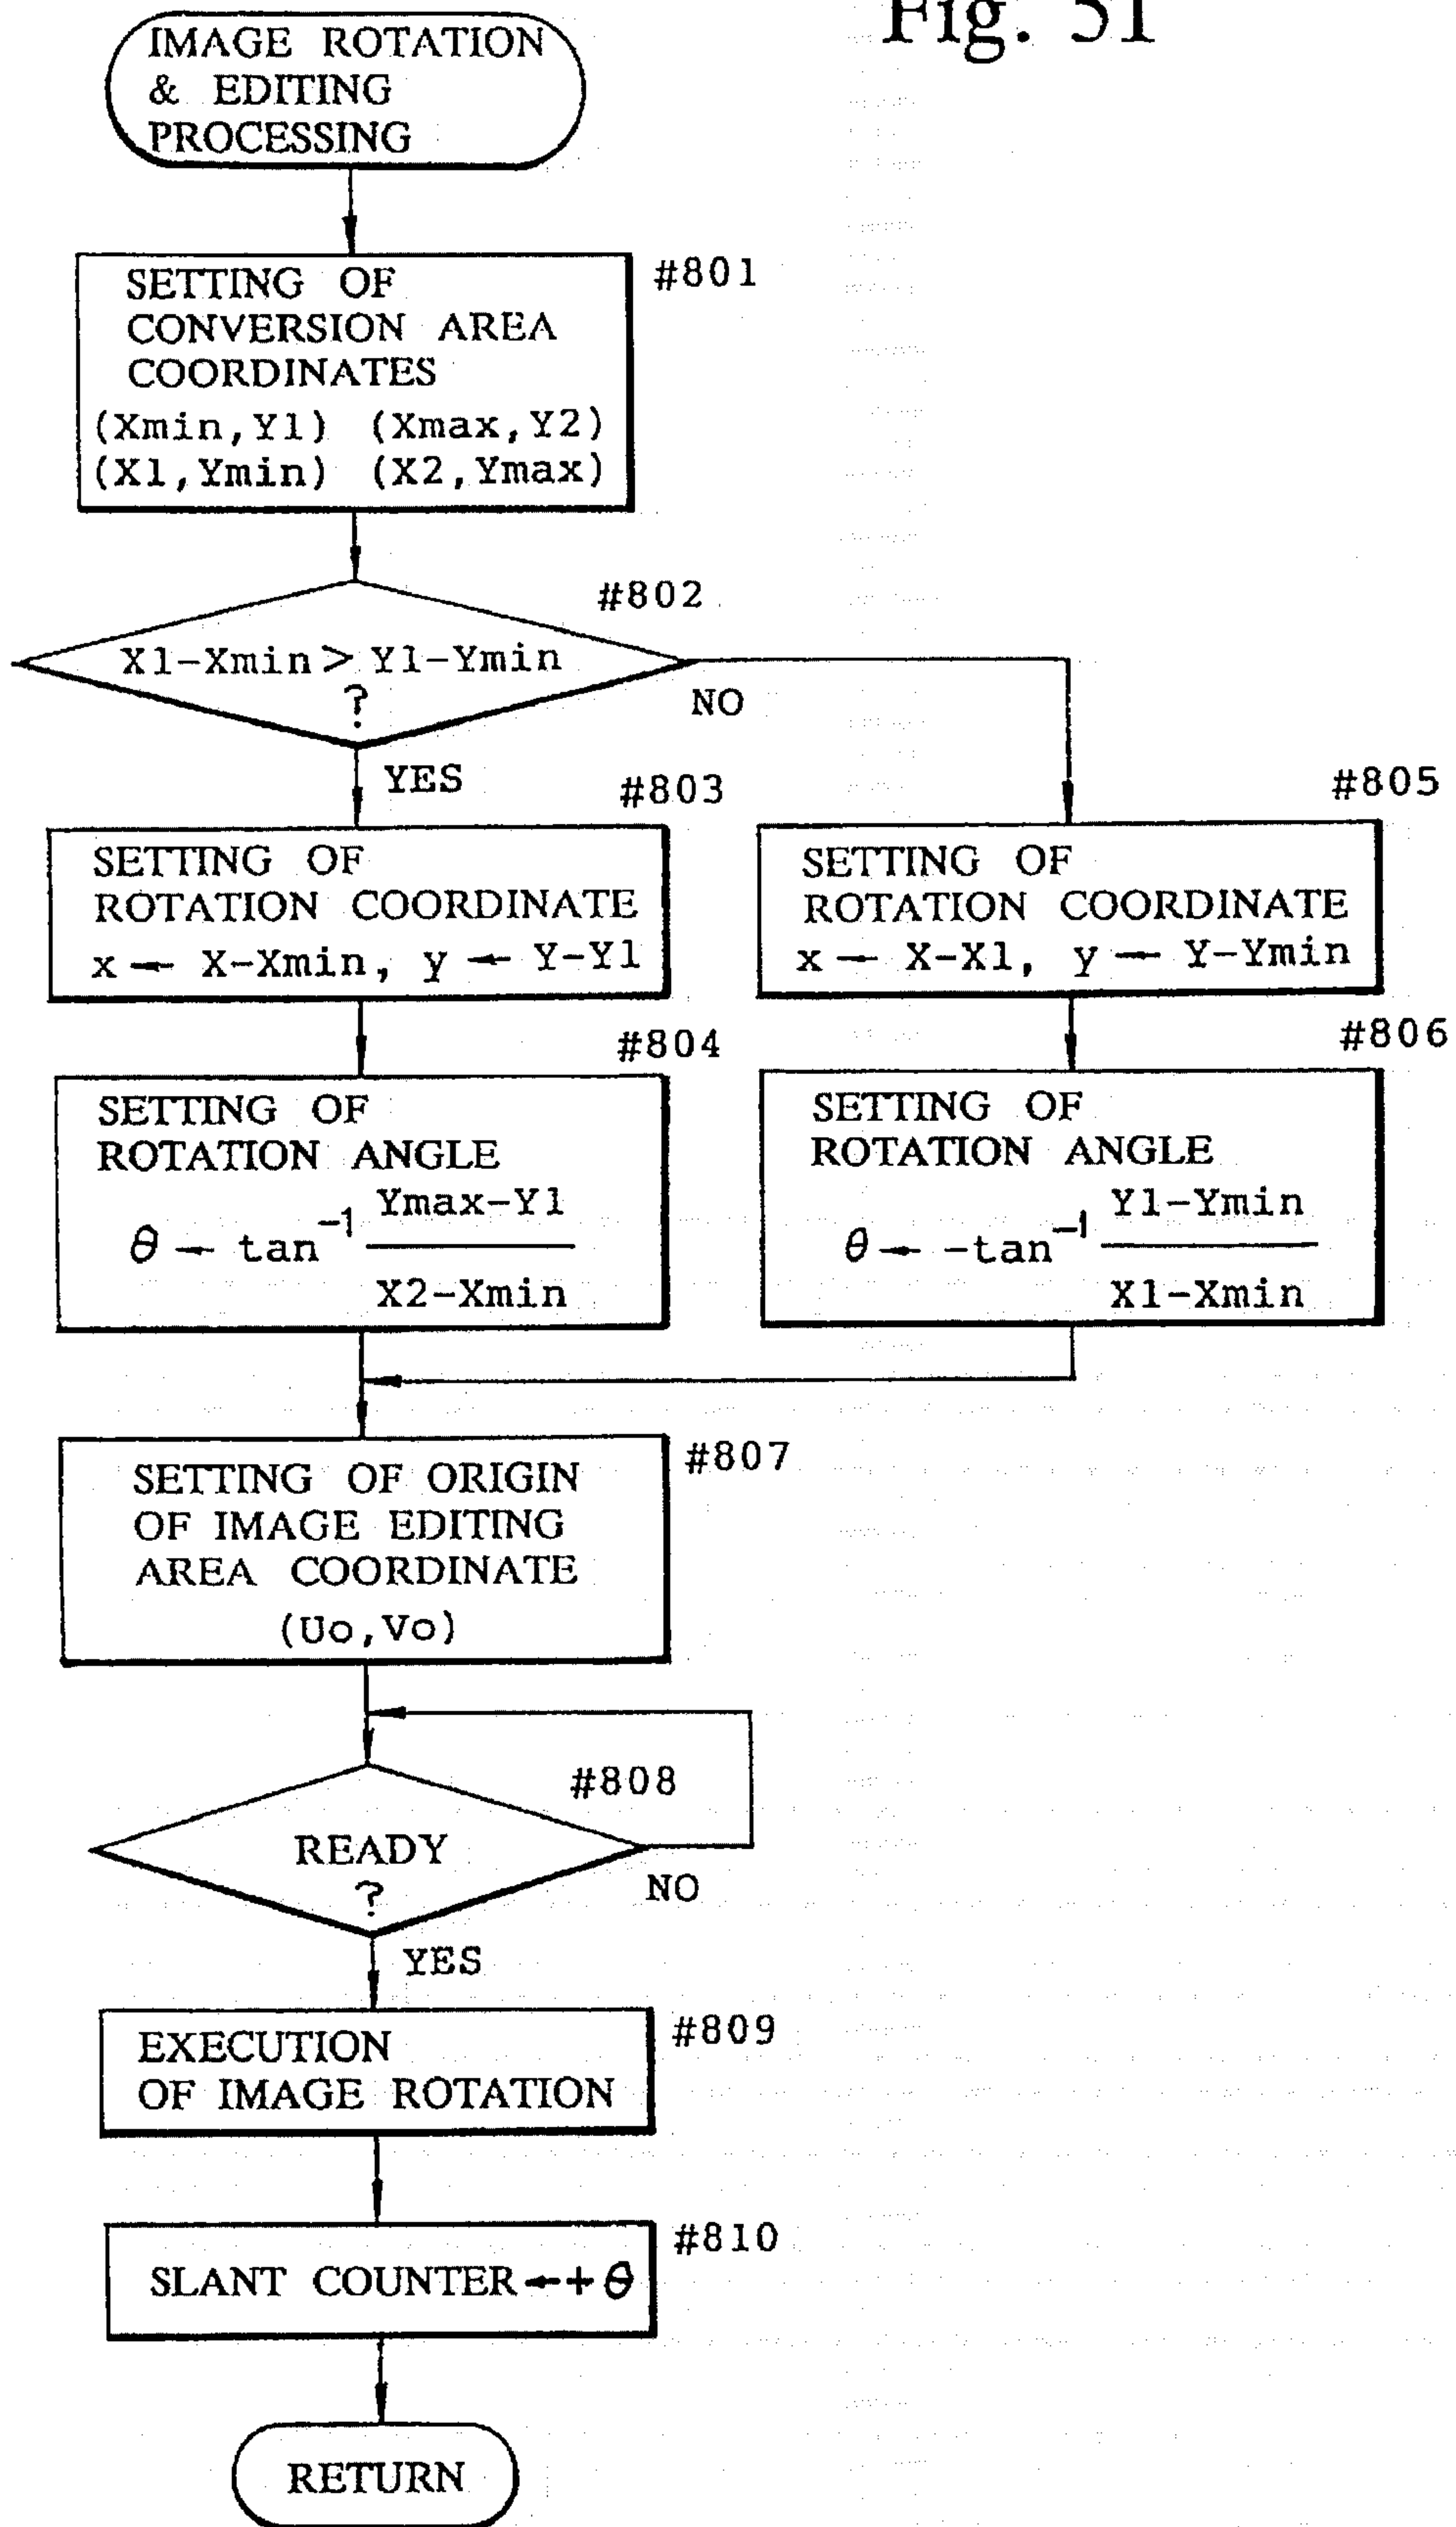 Fig. 51
IMAGE ROTATION
& EDITING
PROCESSING
#801
SETTING OF
CONVERSION AREA
COORDINATES
(Xmin,Y1) (Xmax,Y2)
(X1,Ymin) (X2,Ymax)
#802
X1-Xmin > Y1-Ymin
?
NO
YES
#803
SETTING OF
ROTATION COORDINATE
x ← X-Xmin, y ← Y-Y1
#804
SETTING OF
ROTATION ANGLE
θ ← tan⁻¹ Ymax-Y1
X2-Xmin
#805
SETTING OF
ROTATION COORDINATE
x ← X-X1, y ← Y-Ymin
#806
SETTING OF
ROTATION ANGLE
θ ← -tan⁻¹ Y1-Ymin
X1-Xmin
#807
SETTING OF ORIGIN
OF IMAGE EDITING
AREA COORDINATE
(Uo,Vo)
#808
READY
?
NO
YES
#809
EXECUTION
OF IMAGE ROTATION
#810
SLANT COUNTER ←+ θ
RETURN